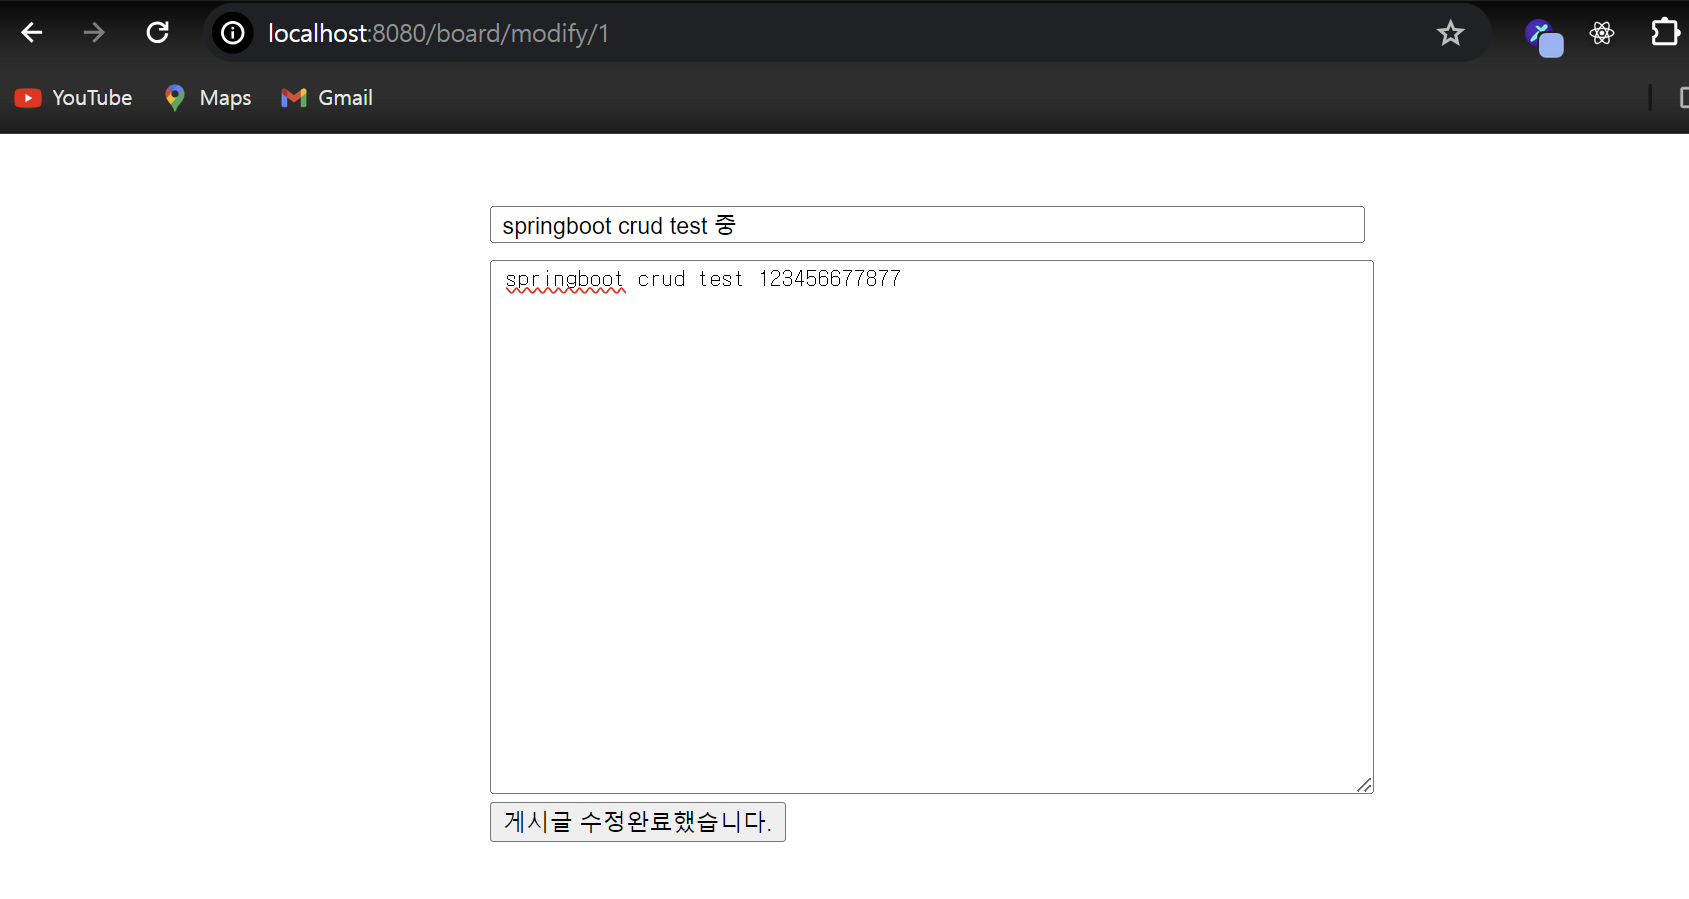 localhost:8080/board/modify/1
YouTube Maps Gmail
springboot crud test 중
springboot crud test 123456677877
게시글 수정완료했습니다.